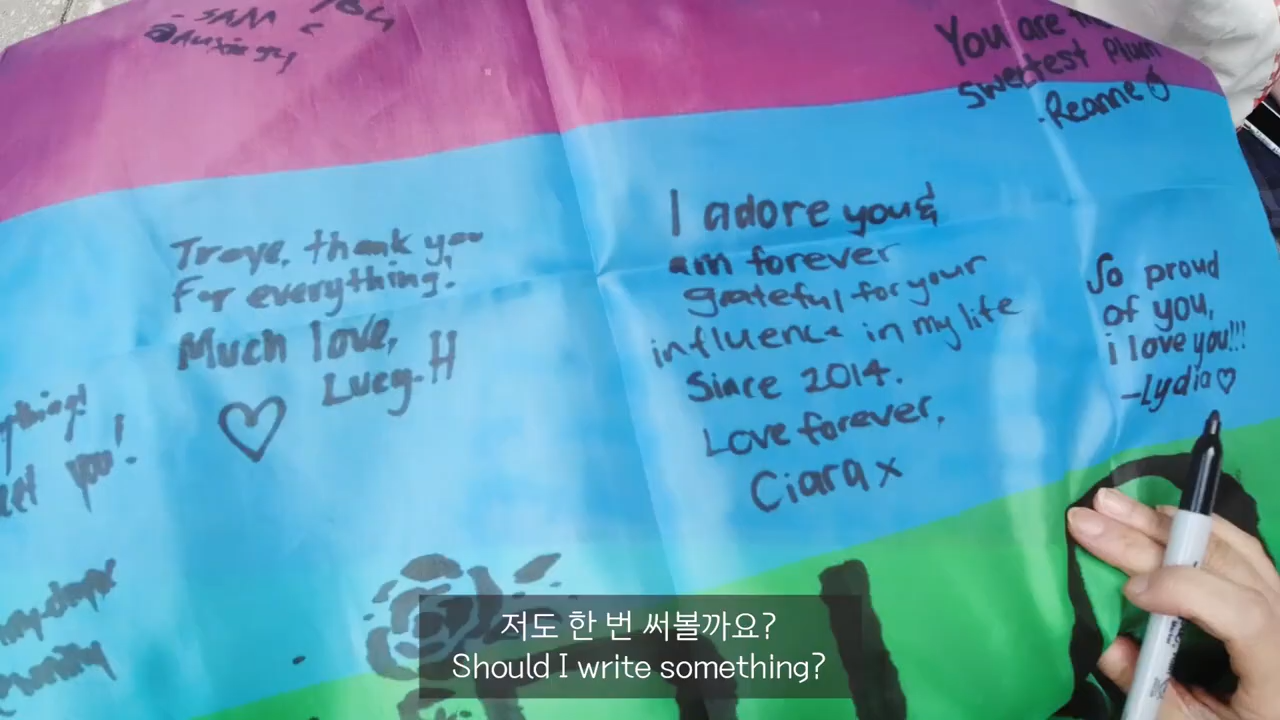 - SAM
You are the
sweetest Plum
-Reanne
Troye, thank you
For everything!
Much love,
Lucy-H
I adore you &
am forever
grateful for your
influence in my life
Since 2014.
Love forever,
Ciara x
So proud
of you,
i love you!!!
-Lydia
저도 한 번 써볼까요?
Should I write something?